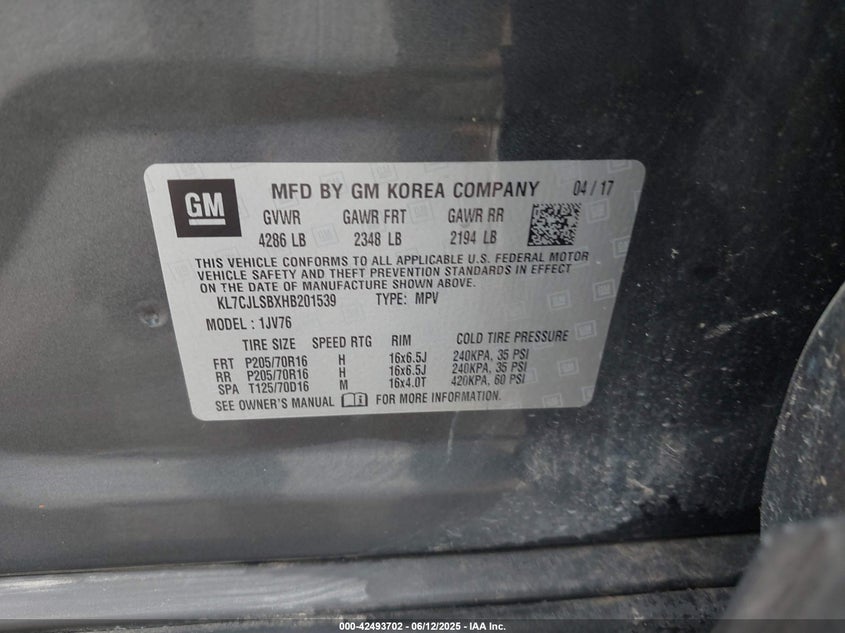 GM MFD BY GM KOREA COMPANY 04 / 17
GVWR GAWR FRT GAWR RR
4286 LB 2348 LB 2194 LB
THIS VEHICLE CONFORMS TO ALL APPLICABLE U.S. FEDERAL MOTOR
VEHICLE SAFETY AND THEFT PREVENTION STANDARDS IN EFFECT
ON THE DATE OF MANUFACTURE SHOWN ABOVE.
KL7CJLSBXHB201539 TYPE: MPV
MODEL : 1JV76
TIRE SIZE SPEED RTG RIM COLD TIRE PRESSURE
FRT P205/70R16 H 16x6.5J 240KPA, 35 PSI
RR P205/70R16 H 16x6.5J 240KPA, 35 PSI
SPA T125/70D16 M 16x4.0T 420KPA, 60 PSI
SEE OWNER'S MANUAL FOR MORE INFORMATION.
000-42493702 - 06/12/2025 - IAA Inc.